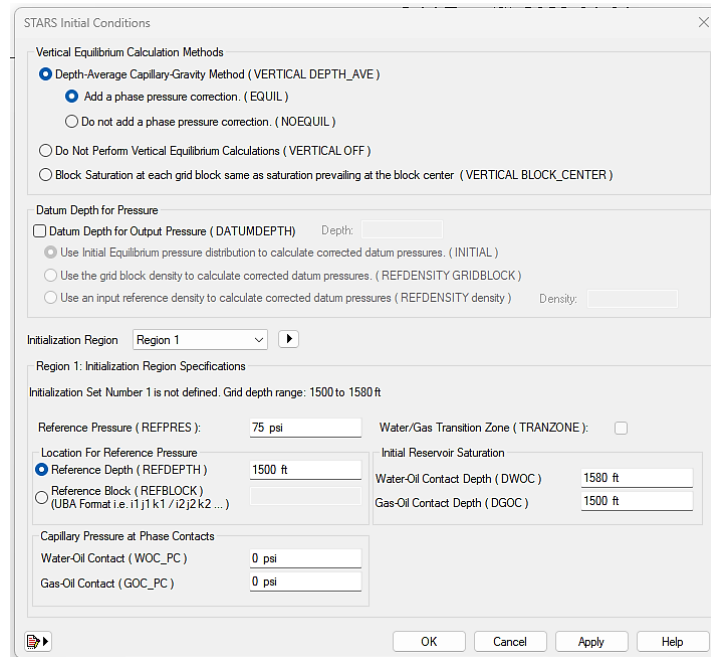 STARS Initial Conditions
Vertical Equilibrium Calculation Methods
Depth-Average Capillary-Gravity Method ( VERTICAL DEPTH_AVE )
Add a phase pressure correction. ( EQUIL )
Do not add a phase pressure correction. ( NOEQUIL )
Do Not Perform Vertical Equilibrium Calculations ( VERTICAL OFF )
Block Saturation at each grid block same as saturation prevailing at the block center ( VERTICAL BLOCK_CENTER )
Datum Depth for Pressure
Datum Depth for Output Pressure ( DATUMDEPTH) Depth:
Use Initial Equilibrium pressure distribution to calculate corrected datum pressures. ( INITIAL )
Use the grid block density to calculate corrected datum pressures. ( REFDENSITY GRIDBLOCK )
Use an input reference density to calculate corrected datum pressures ( REFDENSITY density ) Density:
Initialization Region Region 1
Region 1: Initialization Region Specifications
Initialization Set Number 1 is not defined. Grid depth range: 1500 to 1580 ft
Reference Pressure ( REFPRES ): 75 psi Water/Gas Transition Zone ( TRANZONE ):
Location For Reference Pressure
Reference Depth ( REFDEPTH ) 1500 ft
Reference Block ( REFBLOCK )
(UBA Format i.e. i1 j1 k1 / i2 j2 k2 ... )
Initial Reservoir Saturation
Water-Oil Contact Depth ( DWOC ) 1580 ft
Gas-Oil Contact Depth ( DGOC ) 1500 ft
Capillary Pressure at Phase Contacts
Water-Oil Contact ( WOC_PC ) 0 psi
Gas-Oil Contact ( GOC_PC ) 0 psi
OK Cancel Apply Help